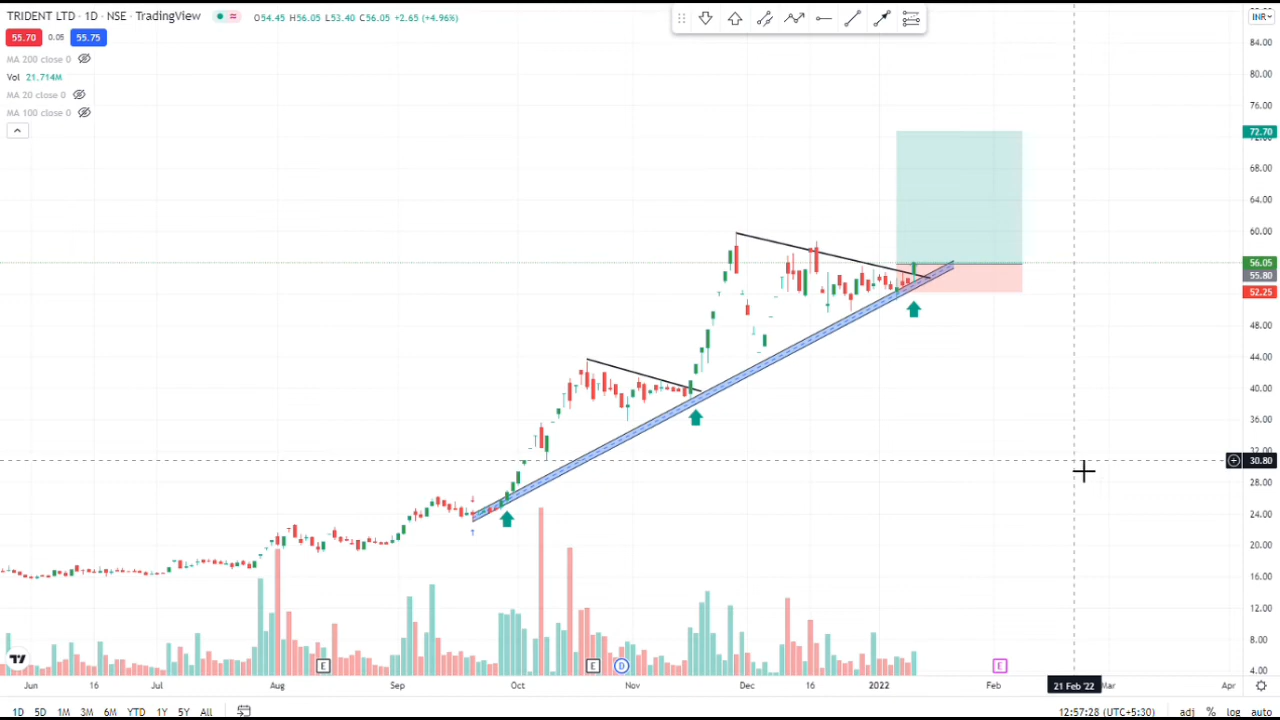 TRIDENT LTD · 1D · NSE · TradingView
O54.45 H56.05 L53.40 C56.05 +2.65 (+4.96%)
INR
55.70 0.05 55.75
MA 200 close 0
Vol 21.714M
MA 20 close 0
MA 100 close 0
84.00
80.00
76.00
72.70
68.00
64.00
60.00
56.05
55.80
52.25
48.00
44.00
40.00
36.00
32.00
30.80
28.00
24.00
20.00
16.00
12.00
8.00
4.00
E E D E
Jun 16 Jul Aug Sep Oct Nov Dec 16 2022 Feb 21 Feb '22 Mar Apr
1D 5D 1M 3M 6M YTD 1Y 5Y All 12:57:28 (UTC+5:30) adj % log auto